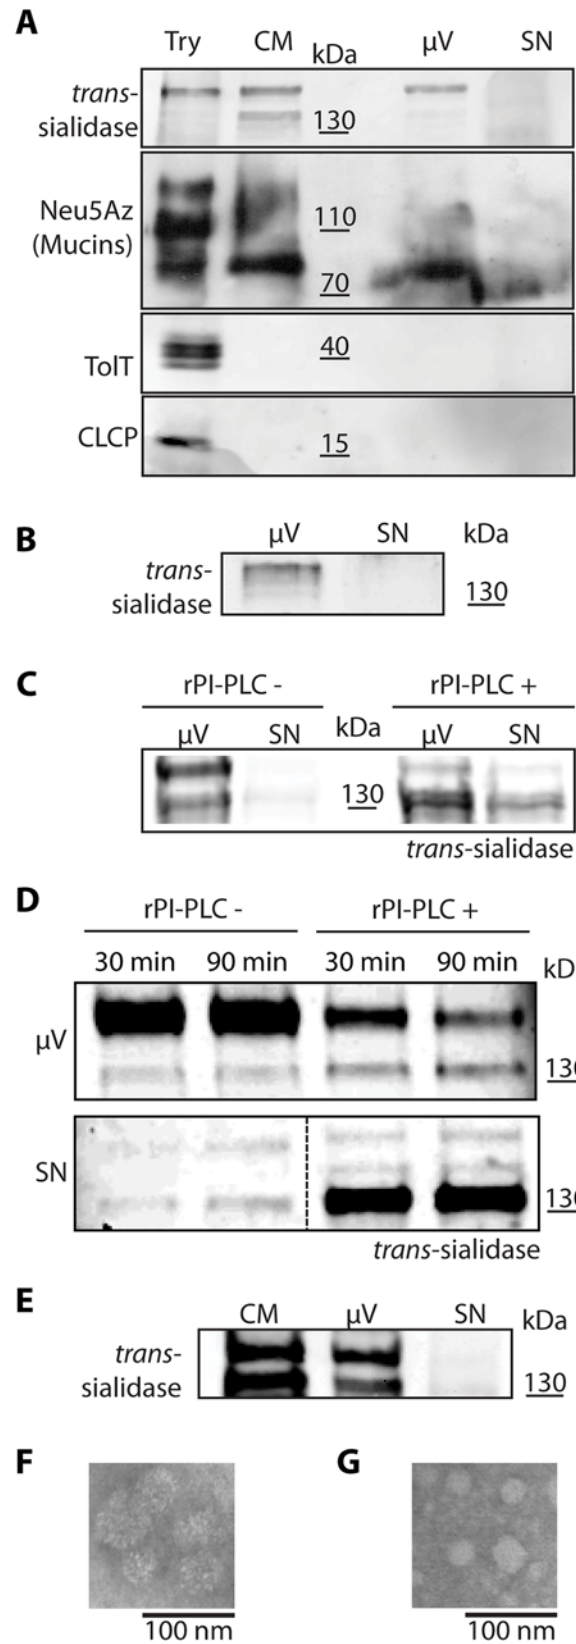 A
Try CM kDa µV SN
trans-
sialidase
130
Neu5Az
(Mucins)
110
70
TolT
40
CLCP
15
B
µV SN kDa
trans-
sialidase
130
C
rPI-PLC - rPI-PLC +
µV SN kDa µV SN
130
trans-sialidase
D
rPI-PLC - rPI-PLC +
30 min 90 min 30 min 90 min kD
µV
130
SN
130
trans-sialidase
E
CM µV SN kDa
trans-
sialidase
130
F G
100 nm 100 nm